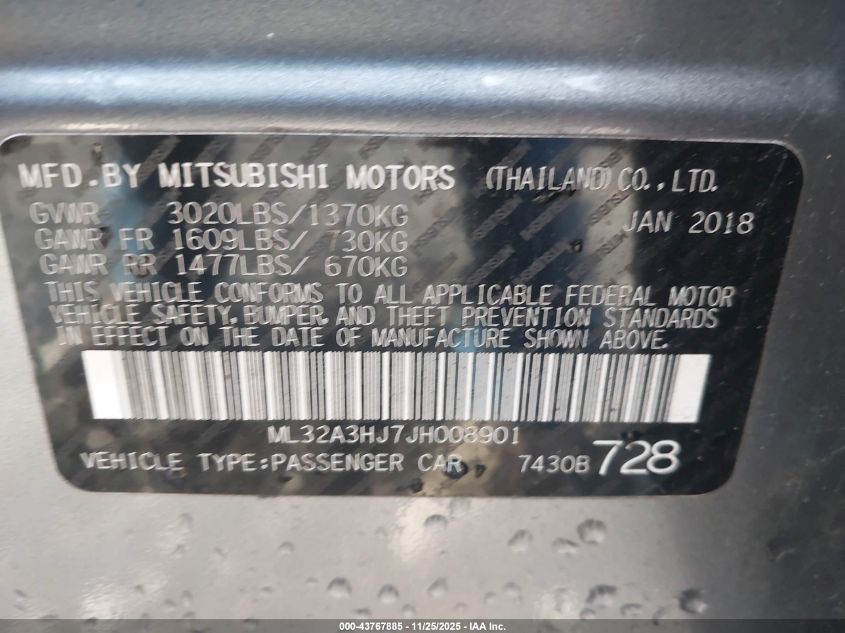 MFD.BY MITSUBISHI MOTORS (THAILAND) CO.,LTD.
GVWR 3020LBS/1370KG JAN 2018
GAWR FR 1609LBS/ 730KG
GAWR RR 1477LBS/ 670KG
THIS VEHICLE CONFORMS TO ALL APPLICABLE FEDERAL MOTOR
VEHICLE SAFETY, BUMPER, AND THEFT PREVENTION STANDARDS
IN EFFECT ON THE DATE OF MANUFACTURE SHOWN ABOVE.
ML32A3HJ7JH008901
VEHICLE TYPE:PASSENGER CAR 7430B 728
000-43767885 - 11/25/2025 - IAA Inc.